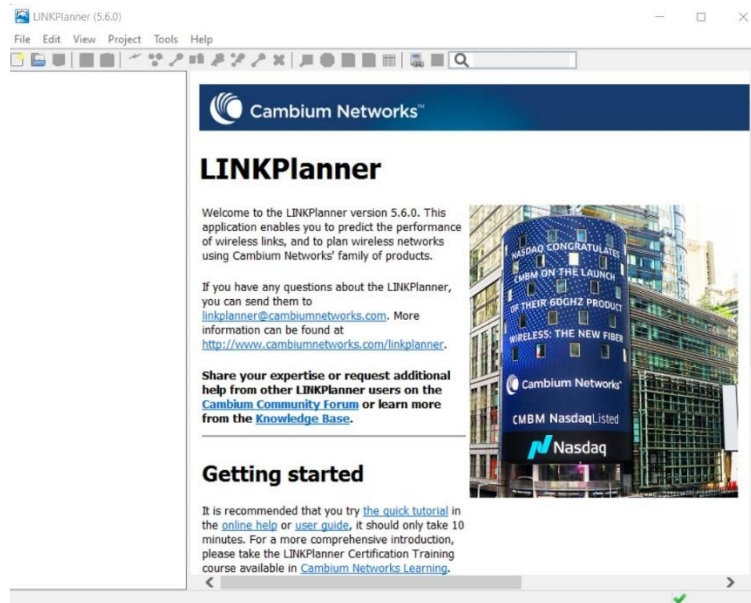 LINKPlanner (5.6.0)
File Edit View Project Tools Help
Cambium Networks™
LINKPlanner
Welcome to the LINKPlanner version 5.6.0. This
application enables you to predict the performance
of wireless links, and to plan wireless networks
using Cambium Networks' family of products.
If you have any questions about the LINKPlanner,
you can send them to
linkplanner@cambiumnetworks.com. More
information can be found at
http://www.cambiumnetworks.com/linkplanner.
Share your expertise or request additional
help from other LINKPlanner users on the
Cambium Community Forum or learn more
from the Knowledge Base.
NASDAQ CONGRATULATES
CMBM ON THE LAUNCH
OF THEIR 60GHZ PRODUCT
WIRELESS: THE NEW FIBER
Cambium Networks™
CMBM NasdaqListed
Nasdaq
Getting started
It is recommended that you try the quick tutorial in
the online help or user guide, it should only take 10
minutes. For a more comprehensive introduction,
please take the LINKPlanner Certification Training
course available in Cambium Networks Learning.